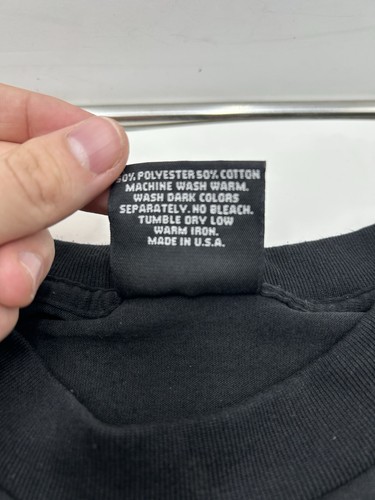 50% POLYESTER 50% COTTON
MACHINE WASH WARM.
WASH DARK COLORS
SEPARATELY. NO BLEACH.
TUMBLE DRY LOW
WARM IRON.
MADE IN U.S.A.